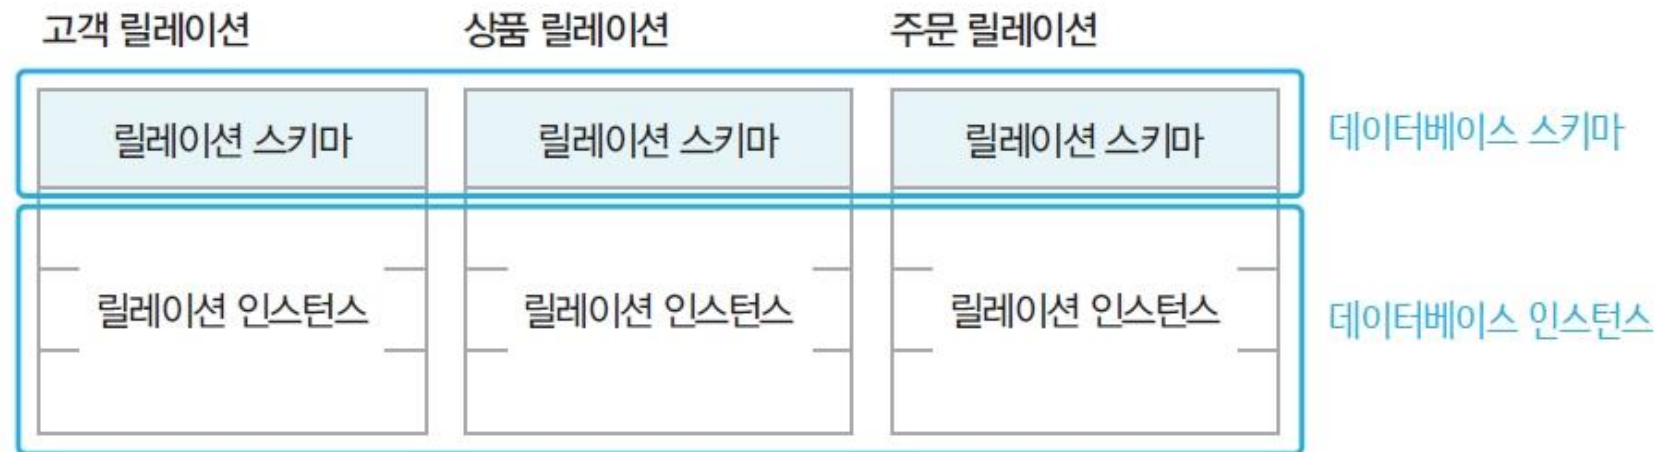 고객 릴레이션 상품 릴레이션 주문 릴레이션
릴레이션 스키마 릴레이션 스키마 릴레이션 스키마 데이터베이스 스키마
릴레이션 인스턴스 릴레이션 인스턴스 릴레이션 인스턴스 데이터베이스 인스턴스